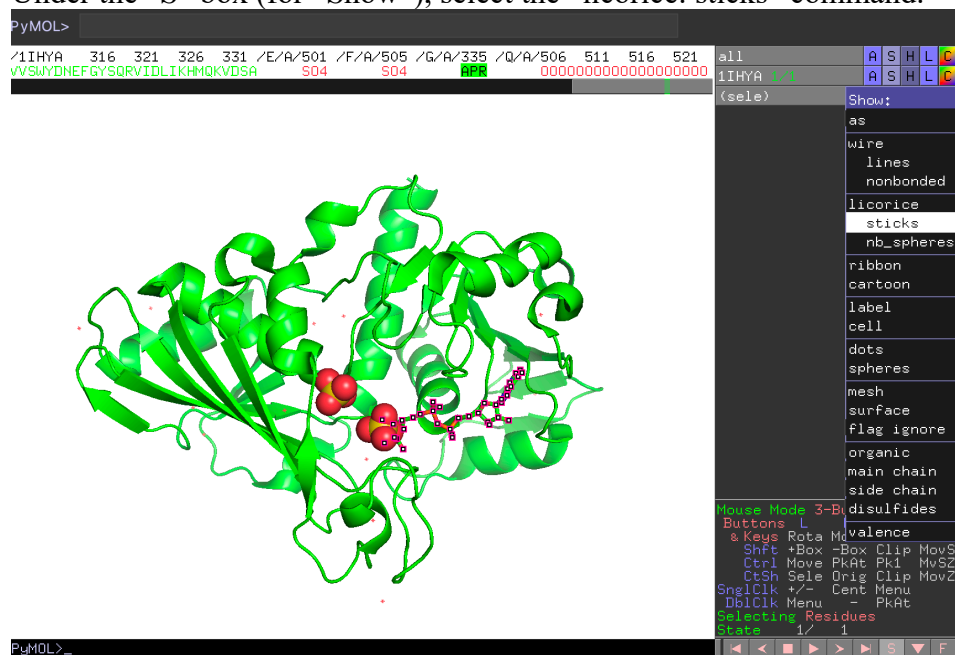 Under the "S" box (for "Show"), select the "licorice: sticks" command.
PyMOL>
/1IHYA 316 321 326 331 /E/A/501 /F/A/505 /G/A/335 /Q/A/506 511 516 521
VVSWYDNEFGYSQRVIDLIKHMQKVDSA SO4 SO4 APR OOOOOOOOOOOOOOOOOOOO
all A S H L C
1IHYA 1/1 A S H L C
(sele)
Show:
as
wire
lines
nonbonded
licorice
sticks
nb_spheres
ribbon
cartoon
label
cell
dots
spheres
mesh
surface
flag ignore
organic
main chain
side chain
disulfides
valence
Mouse Mode 3-Bu
Buttons L
& Keys Rota Mo
Shft +Box -Box Clip MovS
Ctrl Move PkAt Pk1 MvSZ
CtSh Sele Orig Clip MovZ
SnglClk +/- Cent Menu
DblClk Menu - PkAt
Selecting Residues
State 1/ 1
PyMOL>_
S F